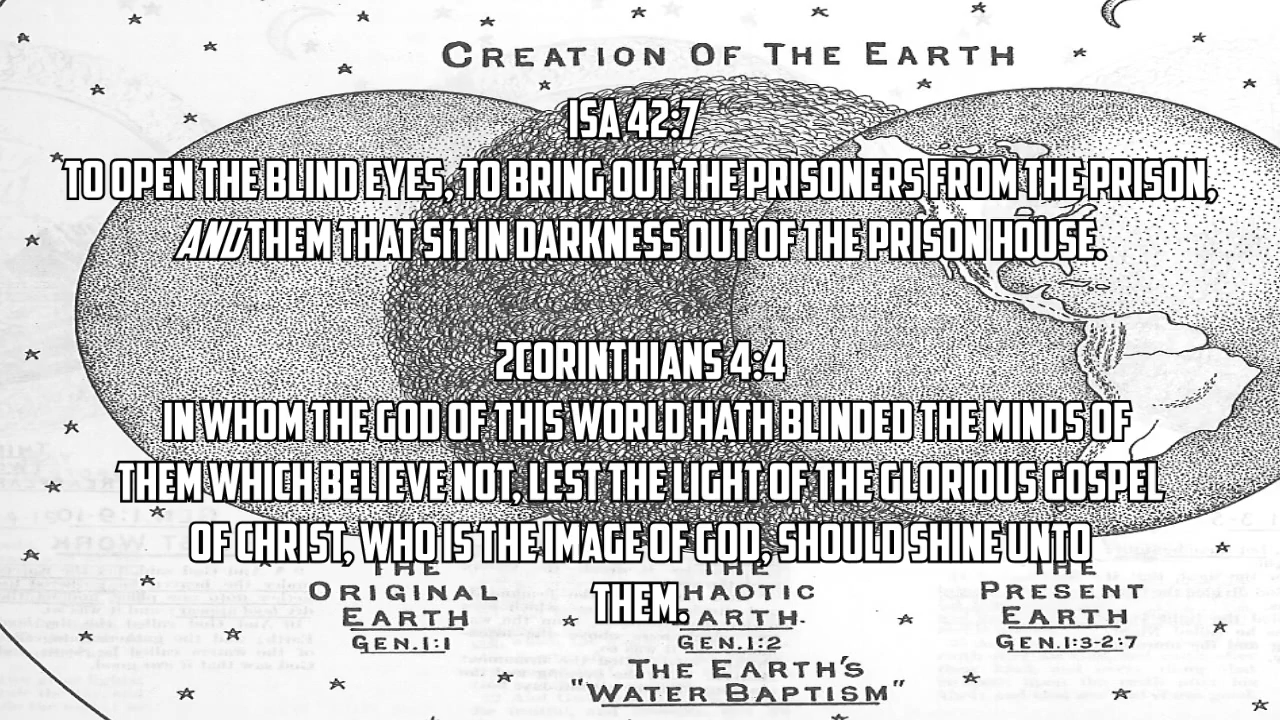 CREATION OF THE EARTH
ISA 42:7
TO OPEN THE BLIND EYES, TO BRING OUT THE PRISONERS FROM THE PRISON,
AND THEM THAT SIT IN DARKNESS OUT OF THE PRISON HOUSE.
2CORINTHIANS 4:4
IN WHOM THE GOD OF THIS WORLD HATH BLINDED THE MINDS OF
THEM WHICH BELIEVE NOT, LEST THE LIGHT OF THE GLORIOUS GOSPEL
OF CHRIST, WHO IS THE IMAGE OF GOD, SHOULD SHINE UNTO
THEM.
THE
ORIGINAL
EARTH
GEN.1:1
THE
GEN.1:2
THE EARTH'S
"WATER BAPTISM"
THE
PRESENT
EARTH
GEN.1:3-2:7